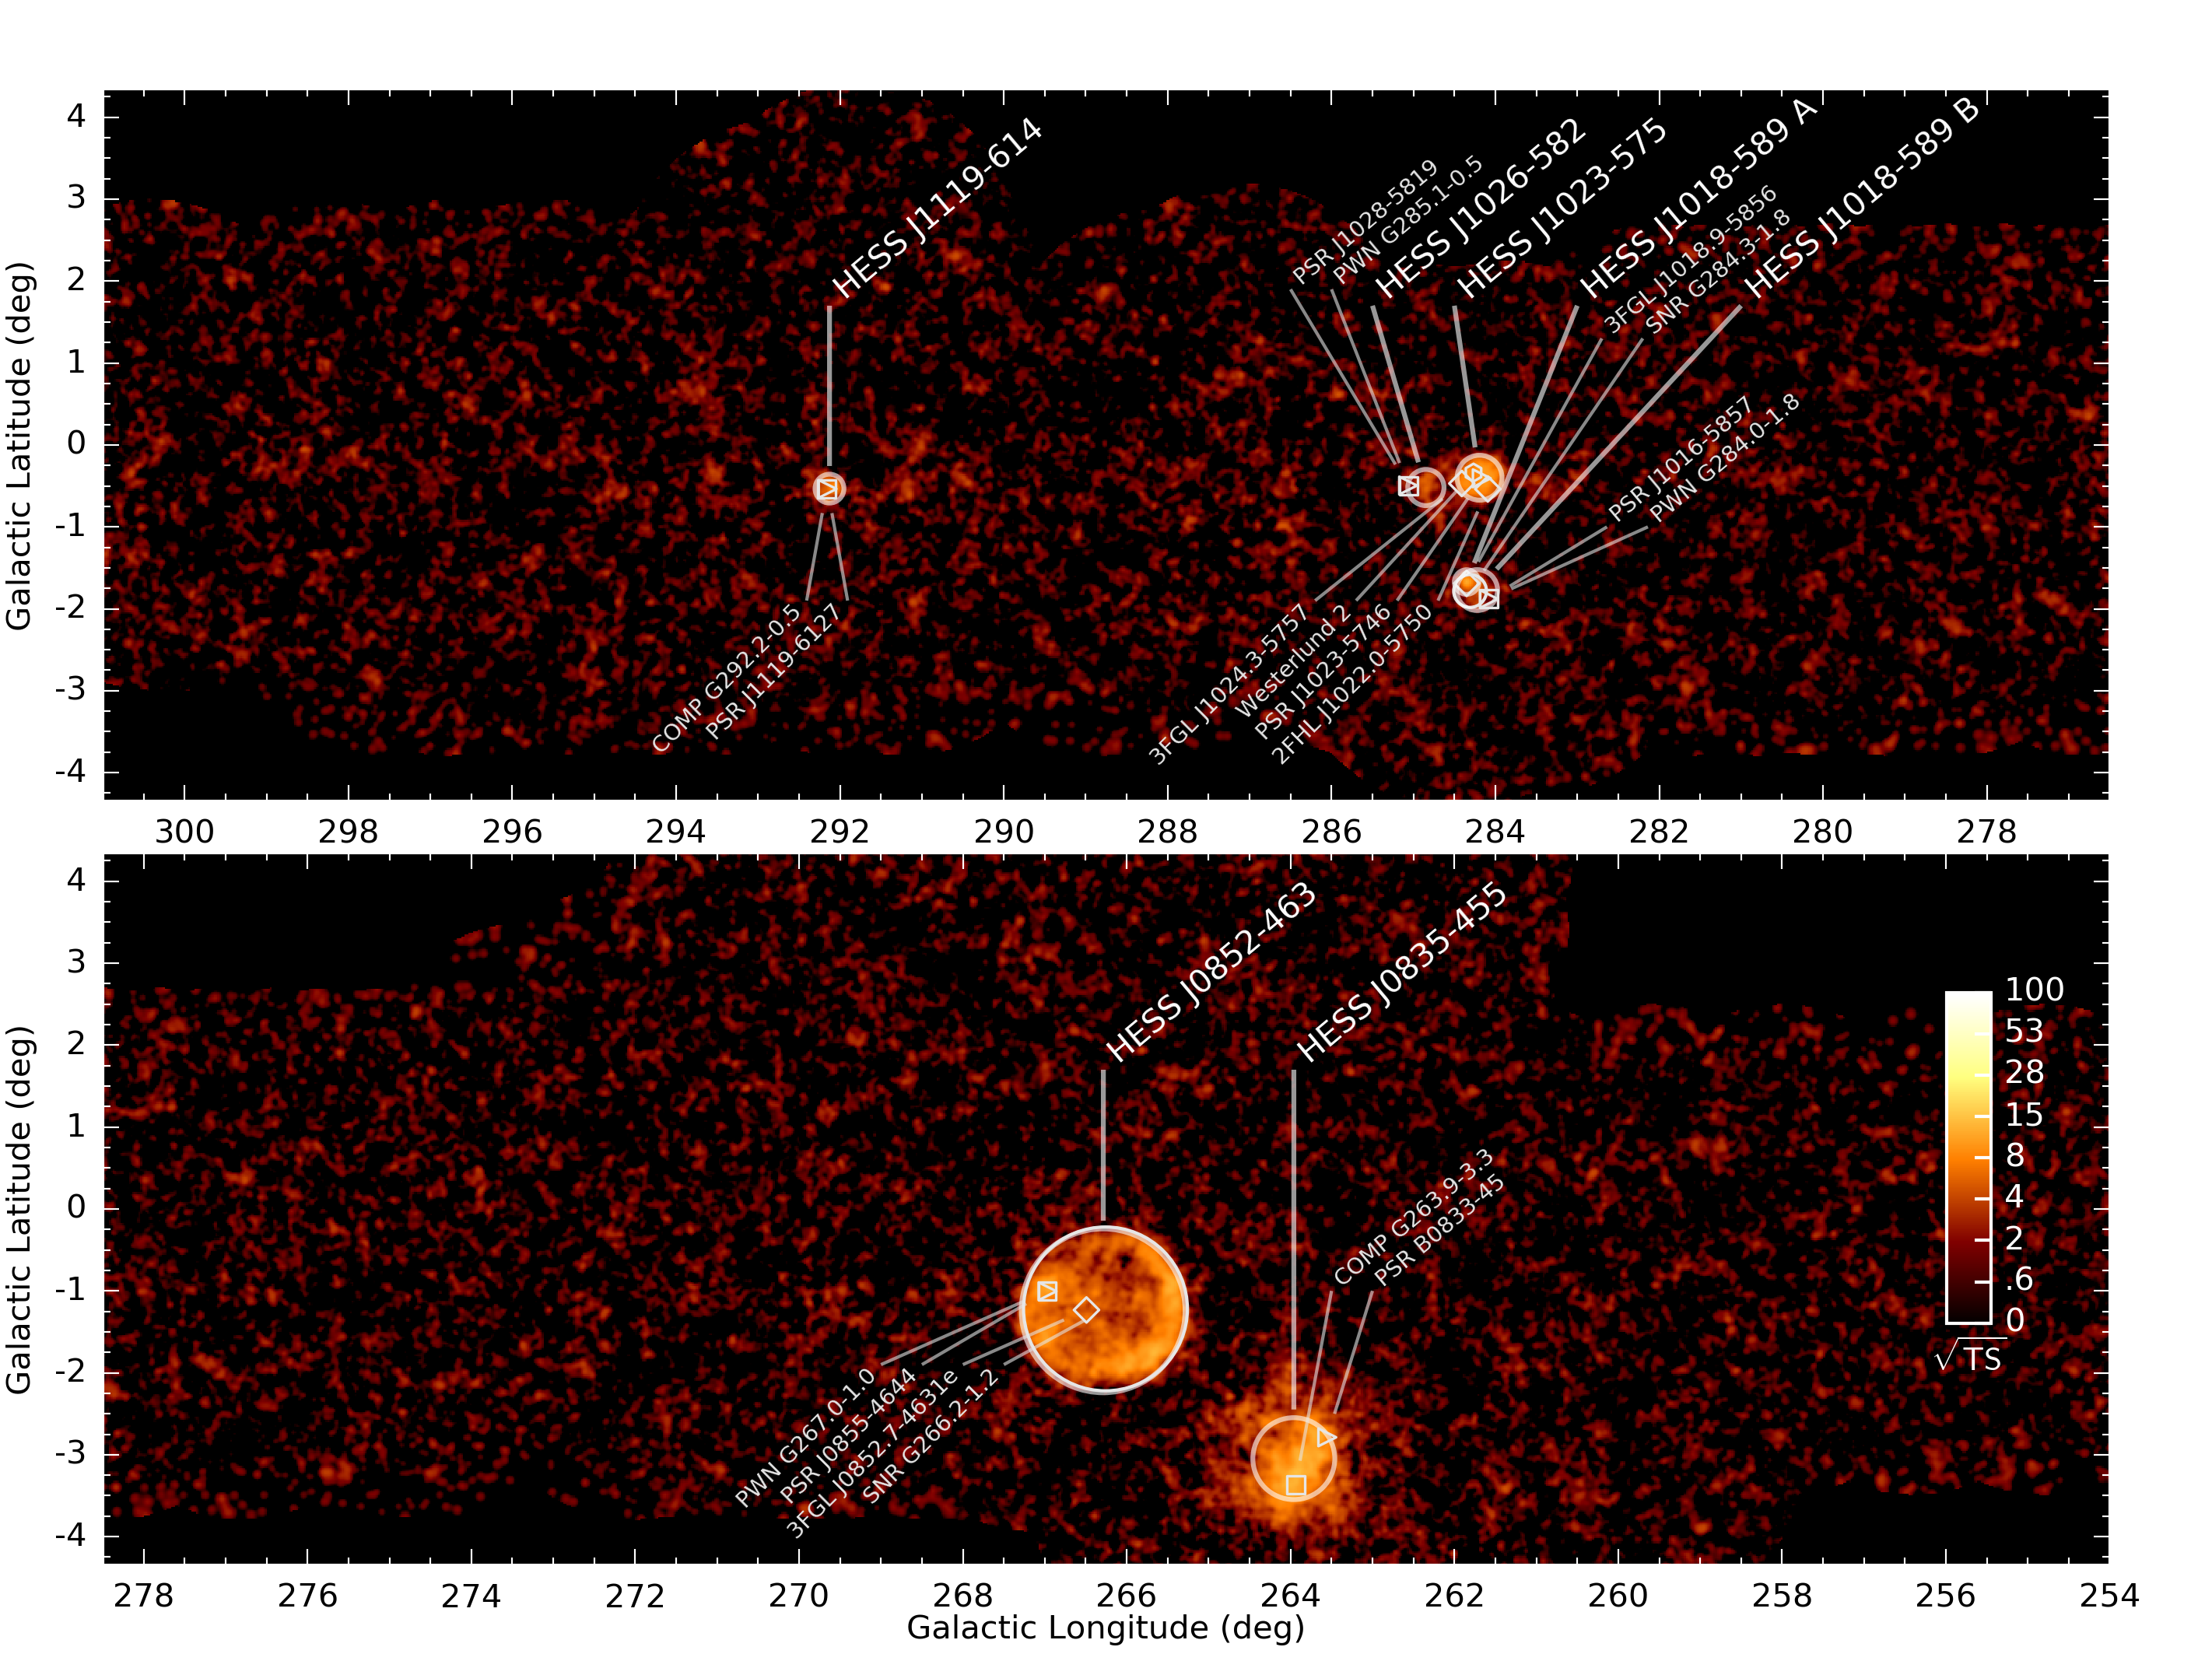 Galactic Latitude (deg)
4
3
2
1
0
-1
-2
-3
-4
HESS J1119-614
PSR J1028-5819
PWN G285.1-0.5
HESS J1026-582
HESS J1023-575
HESS J1018-589 A
3FGL J1018.9-5856
SNR G284.3-1.8
HESS J1018-589 B
PSR J1016-5857
PWN G284.0-1.8
COMP G292.2-0.5
PSR J1119-6127
3FGL J1024.3-5757
Westerlund 2
PSR J1023-5746
2FHL J1022.0-5750
300 298 296 294 292 290 288 286 284 282 280 278
Galactic Latitude (deg)
4
3
2
1
0
-1
-2
-3
-4
HESS J0852-463
HESS J0835-455
COMP G263.9-3.3
PSR B0833-45
PWN G267.0-1.0
PSR J0855-4644
3FGL J0852.7-4631e
SNR G266.2-1.2
100
53
28
15
8
4
2
.6
0
√TS
278 276 274 272 270 268 266 264 262 260 258 256 254
Galactic Longitude (deg)